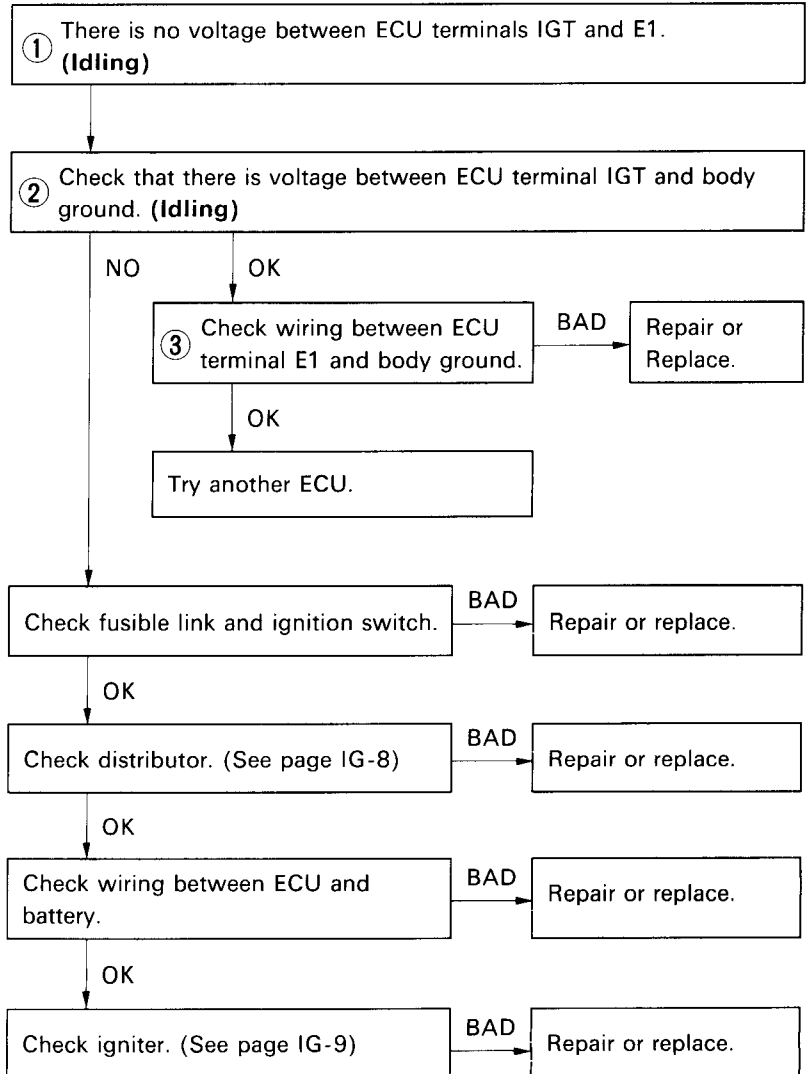 ① There is no voltage between ECU terminals IGT and E1.
(Idling)
② Check that there is voltage between ECU terminal IGT and body
ground. (Idling)
NO
OK
③ Check wiring between ECU
terminal E1 and body ground.
BAD
Repair or
Replace.
OK
Try another ECU.
Check fusible link and ignition switch.
BAD
Repair or replace.
OK
Check distributor. (See page IG-8)
BAD
Repair or replace.
OK
Check wiring between ECU and
battery.
BAD
Repair or replace.
OK
Check igniter. (See page IG-9)
BAD
Repair or replace.